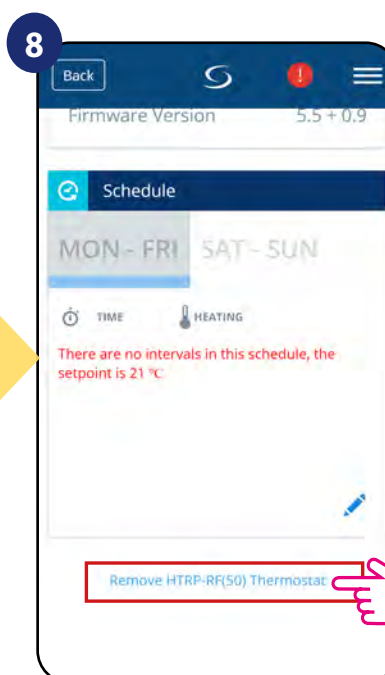 8
Back
Firmware Version 5.5 + 0.9
Schedule
MON - FRI SAT - SUN
TIME HEATING
There are no intervals in this schedule, the
setpoint is 21 °C
Remove HTRP-RF(50) Thermostat